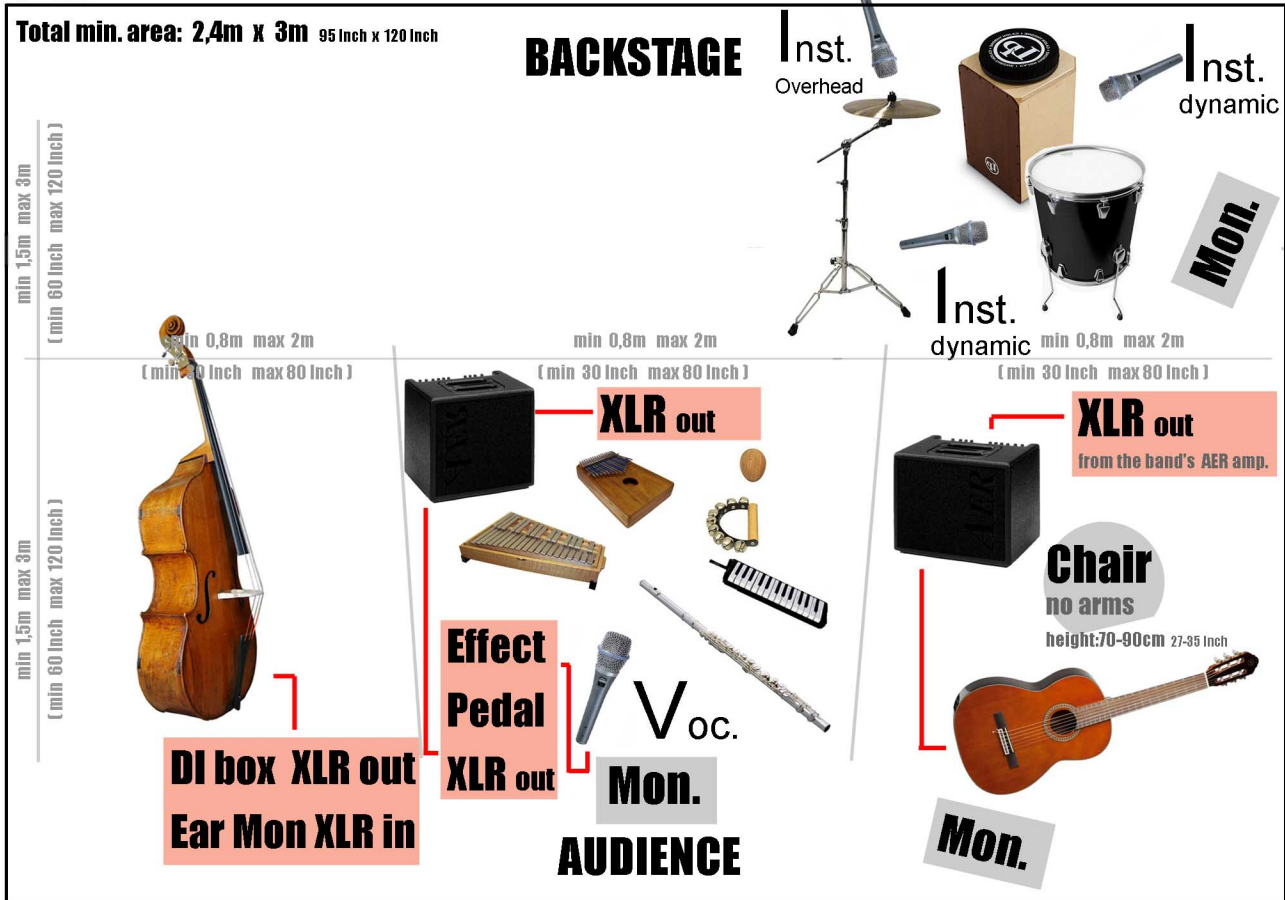 Total min. area: 2,4m x 3m 95 Inch x 120 Inch
BACKSTAGE
Inst.
Overhead
Inst.
dynamic
min 1,5m max 3m
( min 60 Inch max 120 Inch )
Mon.
Inst.
dynamic
min 0,8m max 2m
min 0,8m max 2m
min 0,8m max 2m
( min 30 Inch max 80 Inch )
( min 30 Inch max 80 Inch )
XLR out
AER
XLR out
from the band's AER amp.
AER
Chair
no arms
height:70-90cm 27-35 Inch
min 1,5m max 3m
( min 60 Inch max 120 Inch )
Effect
Pedal
XLR out
Voc.
Mon.
DI box XLR out
Ear Mon XLR in
Mon.
AUDIENCE